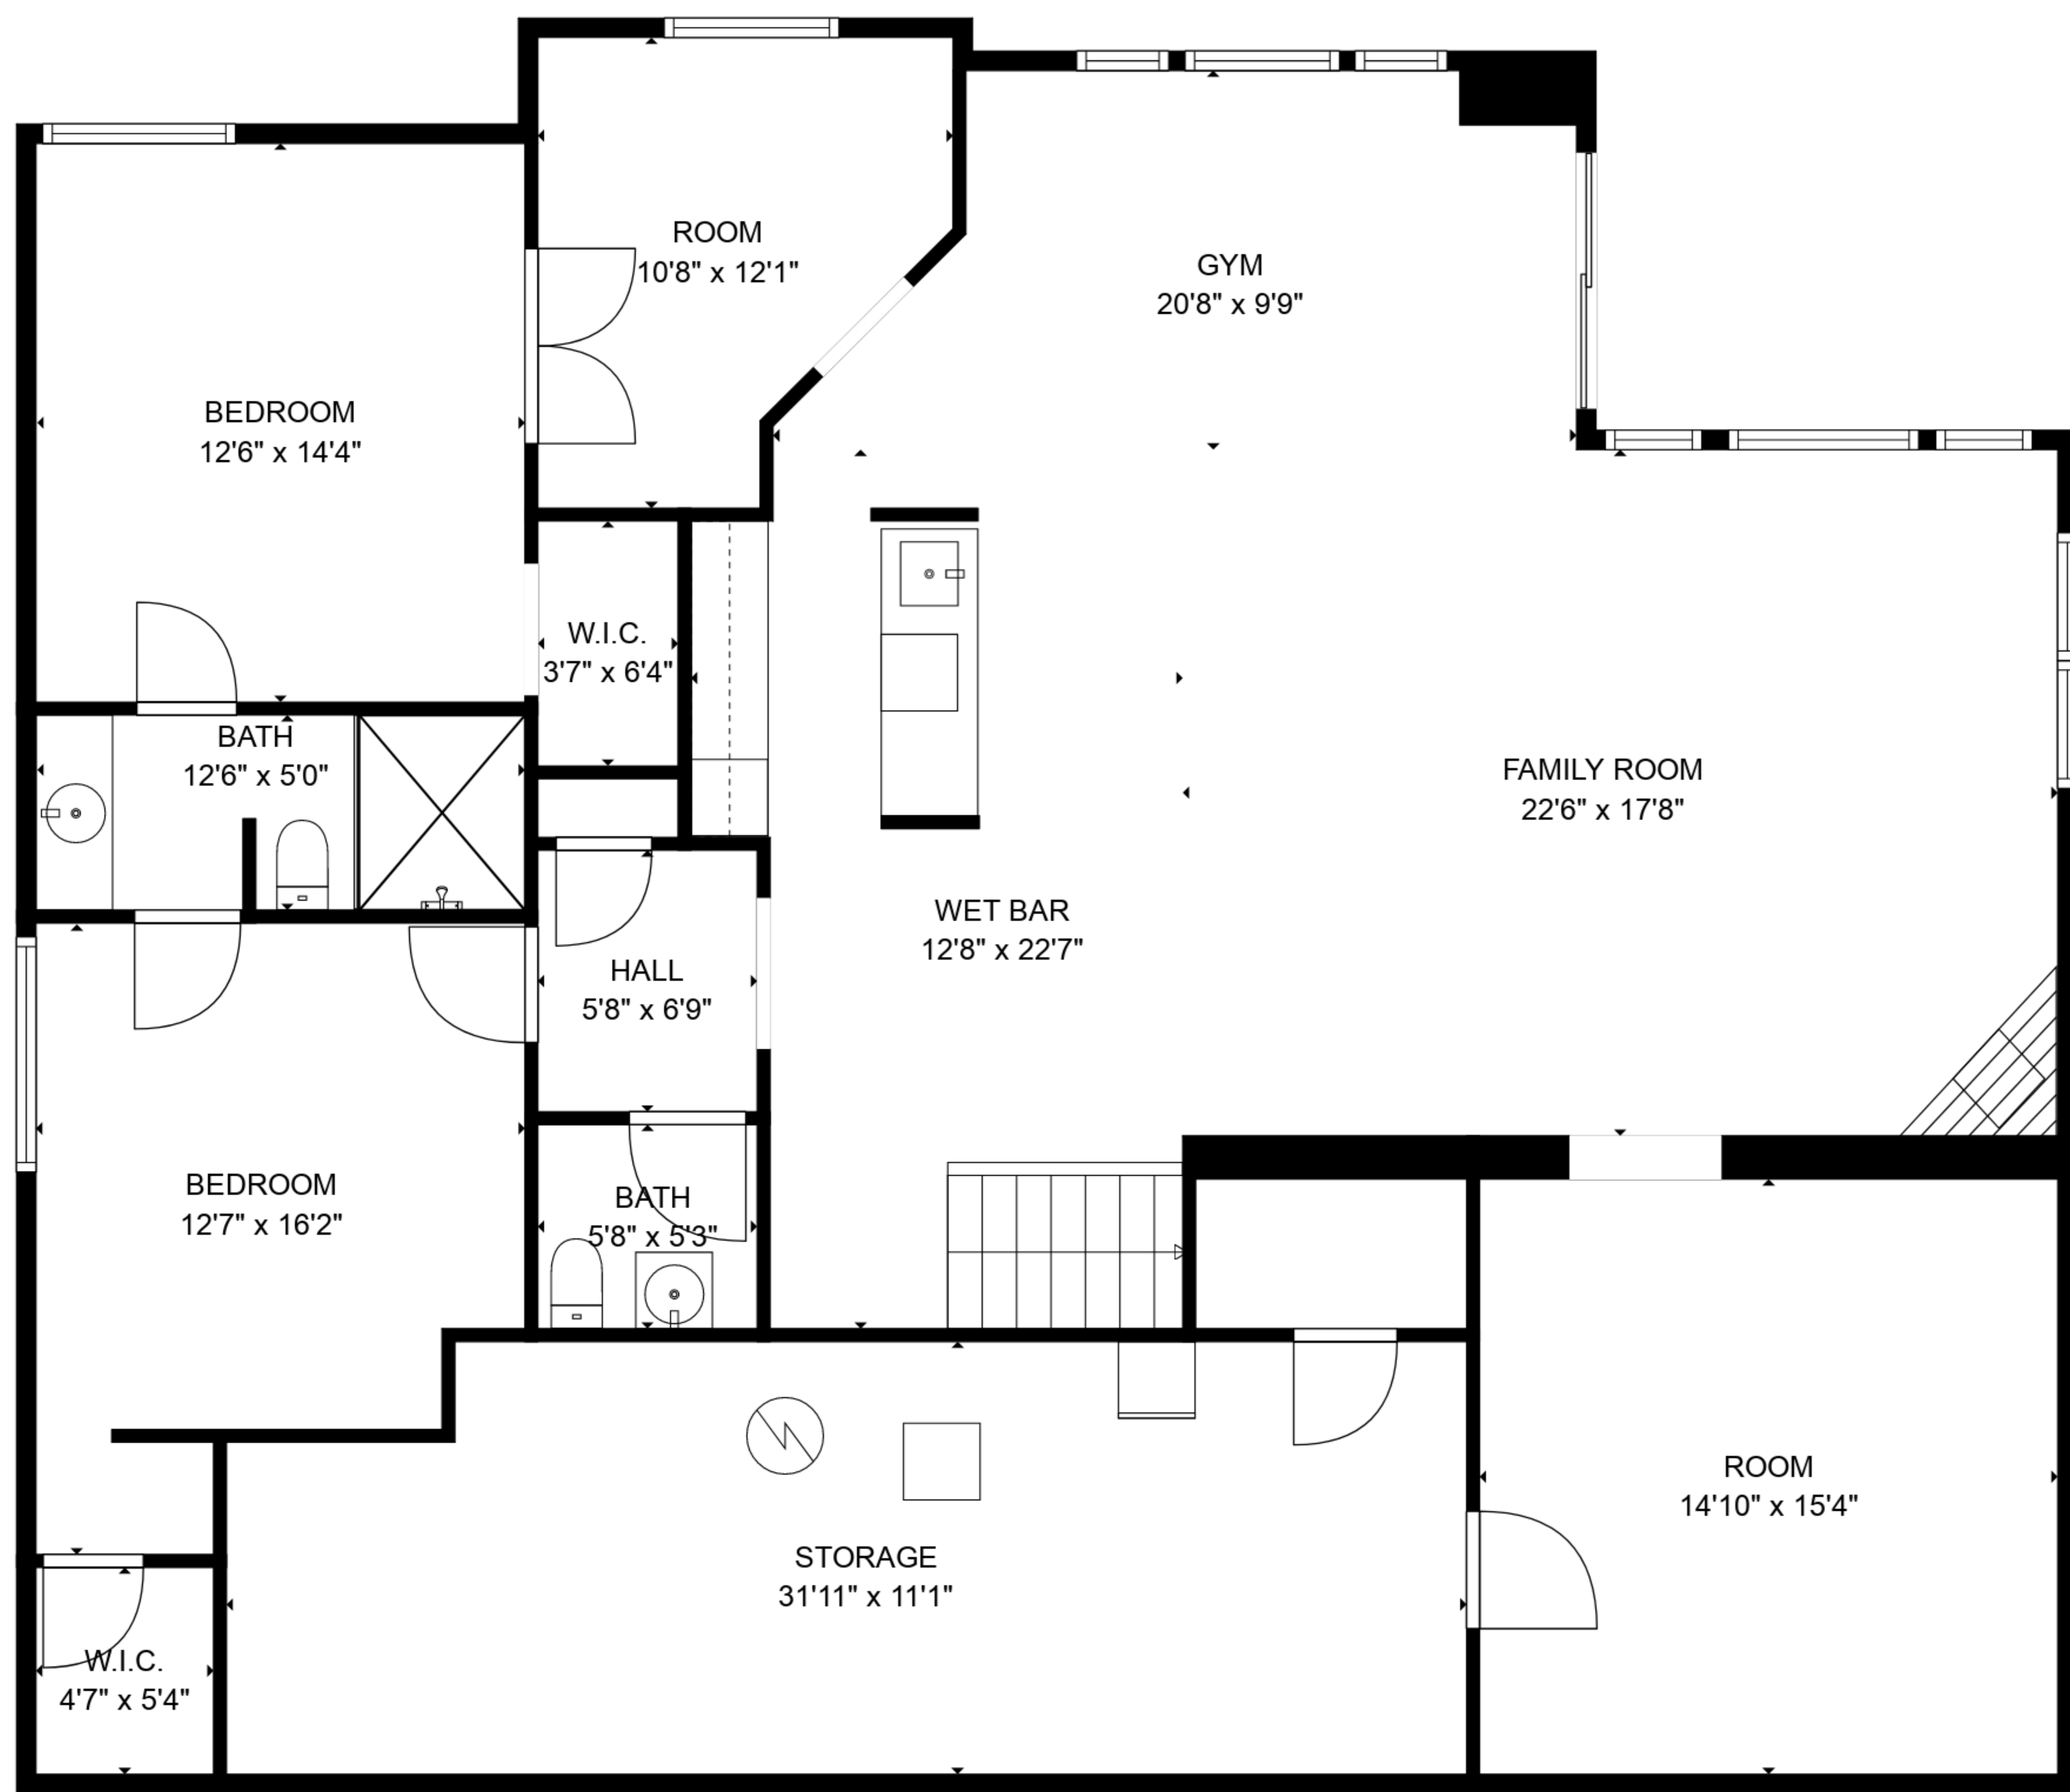 ROOM
10'8" x 12'1"
GYM
20'8" x 9'9"
BEDROOM
12'6" x 14'4"
W.I.C.
3'7" x 6'4"
BATH
12'6" x 5'0"
FAMILY ROOM
22'6" x 17'8"
WET BAR
12'8" x 22'7"
HALL
5'8" x 6'9"
BEDROOM
12'7" x 16'2"
BATH
5'8" x 5'3"
ROOM
14'10" x 15'4"
STORAGE
31'11" x 11'1"
W.I.C.
4'7" x 5'4"